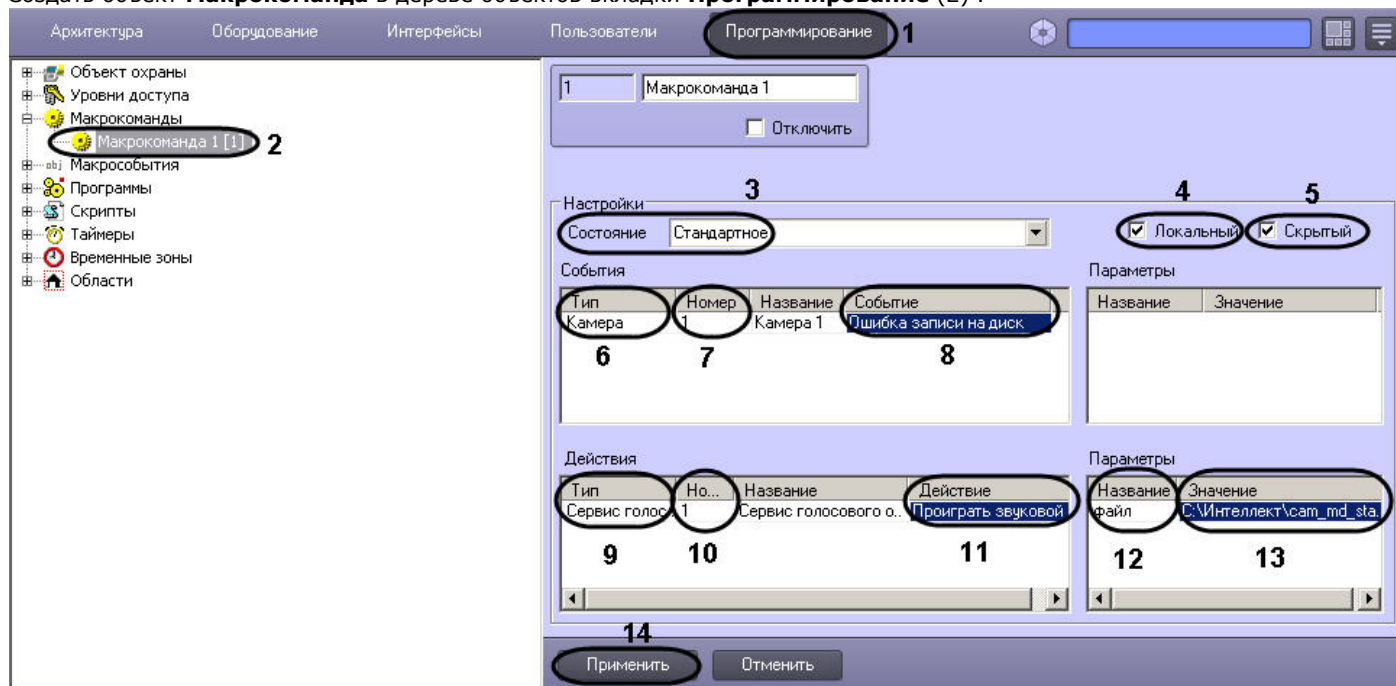 Создать объект Макрокоманда в дереве объектов вкладки Программирование (2) .
Архитектура Оборудование Интерфейсы Пользователи Программирование 1
Объект охраны
Уровни доступа
Макрокоманды
Макрокоманда 1 [1] 2
obj Макрособытия
Программы
Скрипты
Таймеры
Временные зоны
Области
1 Макрокоманда 1
Отключить
3 4 5
Настройки
Состояние Стандартное Локальный Скрытый
События Параметры
Тип Номер Название Событие Название Значение
Камера 1 Камера 1 Ошибка записи на диск
6 7 8
Действия Параметры
Тип Но... Название Действие Название Значение
Сервис голос 1 Сервис голосового о.. Проиграть звуковой файл C:\Интеллект\cam_md_sta.
9 10 11 12 13
14
Применить Отменить